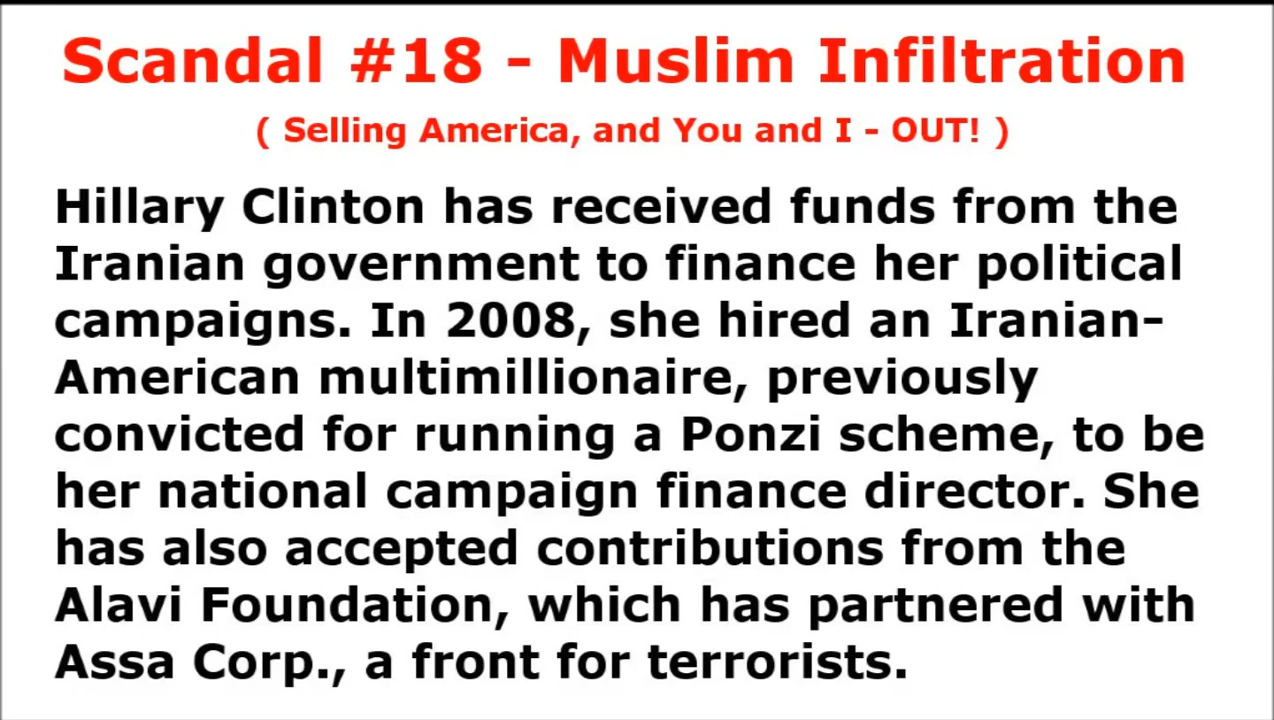 Scandal #18 - Muslim Infiltration
( Selling America, and You and I - OUT! )
Hillary Clinton has received funds from the
Iranian government to finance her political
campaigns. In 2008, she hired an Iranian-
American multimillionaire, previously
convicted for running a Ponzi scheme, to be
her national campaign finance director. She
has also accepted contributions from the
Alavi Foundation, which has partnered with
Assa Corp., a front for terrorists.